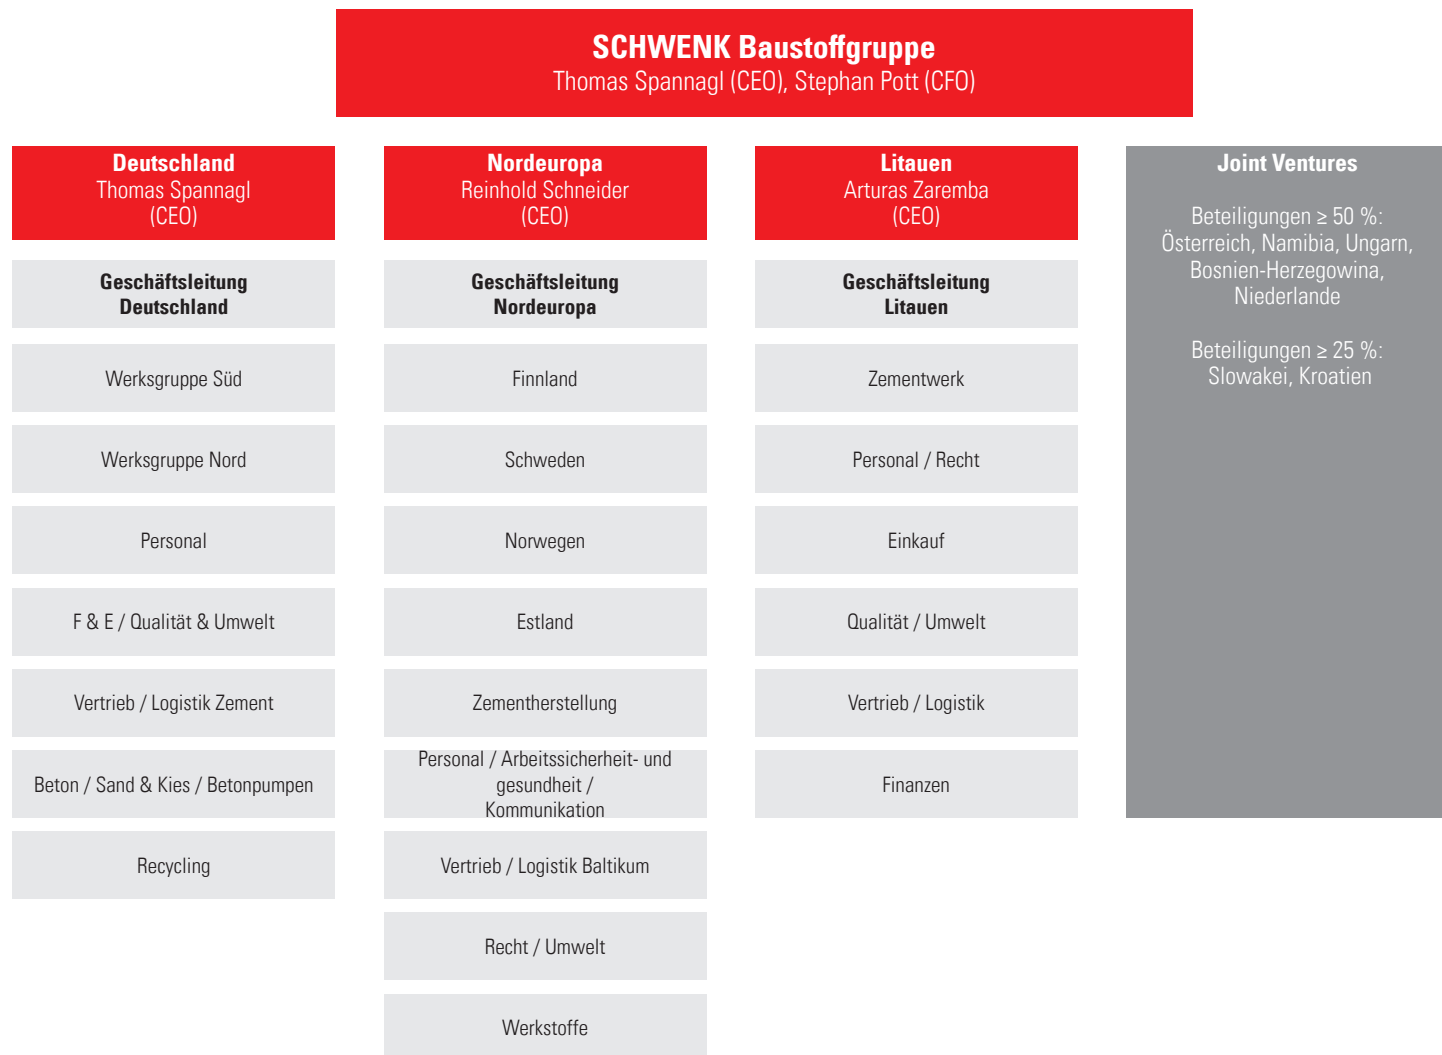 SCHWENK Baustoffgruppe
Thomas Spannagl (CEO), Stephan Pott (CFO)
Deutschland
Thomas Spannagl
(CEO)
Geschäftsleitung
Deutschland
Werksgruppe Süd
Werksgruppe Nord
Personal
F & E / Qualität & Umwelt
Vertrieb / Logistik Zement
Beton / Sand & Kies / Betonpumpen
Recycling
Nordeuropa
Reinhold Schneider
(CEO)
Geschäftsleitung
Nordeuropa
Finnland
Schweden
Norwegen
Estland
Zementherstellung
Personal / Arbeitssicherheit- und
gesundheit /
Kommunikation
Vertrieb / Logistik Baltikum
Recht / Umwelt
Werkstoffe
Litauen
Arturas Zaremba
(CEO)
Geschäftsleitung
Litauen
Zementwerk
Personal / Recht
Einkauf
Qualität / Umwelt
Vertrieb / Logistik
Finanzen
Joint Ventures
Beteiligungen ≥ 50 %:
Österreich, Namibia, Ungarn,
Bosnien-Herzegowina,
Niederlande
Beteiligungen ≥ 25 %:
Slowakei, Kroatien